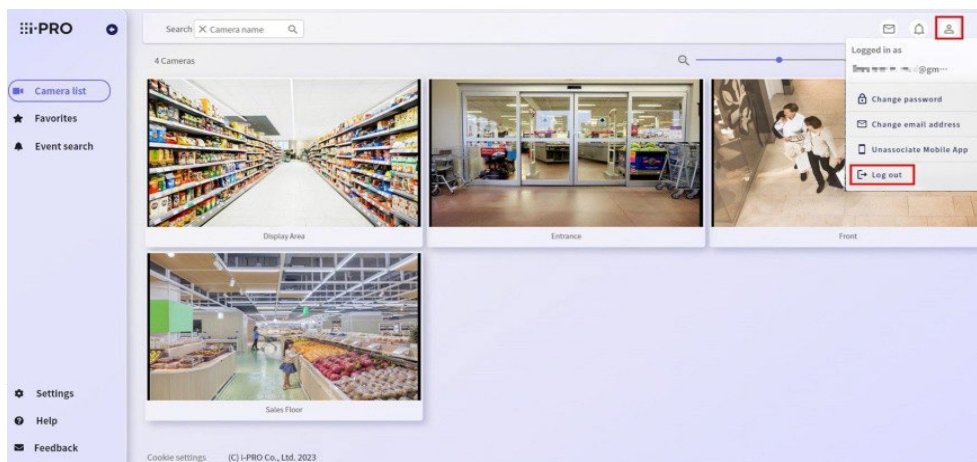 i-PRO
Search
Camera name
Logged in as
@gm…
4 Cameras
Camera list
Favorites
Event search
Change password
Change email address
Unassociate Mobile App
Log out
Display Area
Entrance
Front
Sales Floor
Settings
Help
Feedback
Cookie settings (C) i-PRO Co., Ltd. 2023